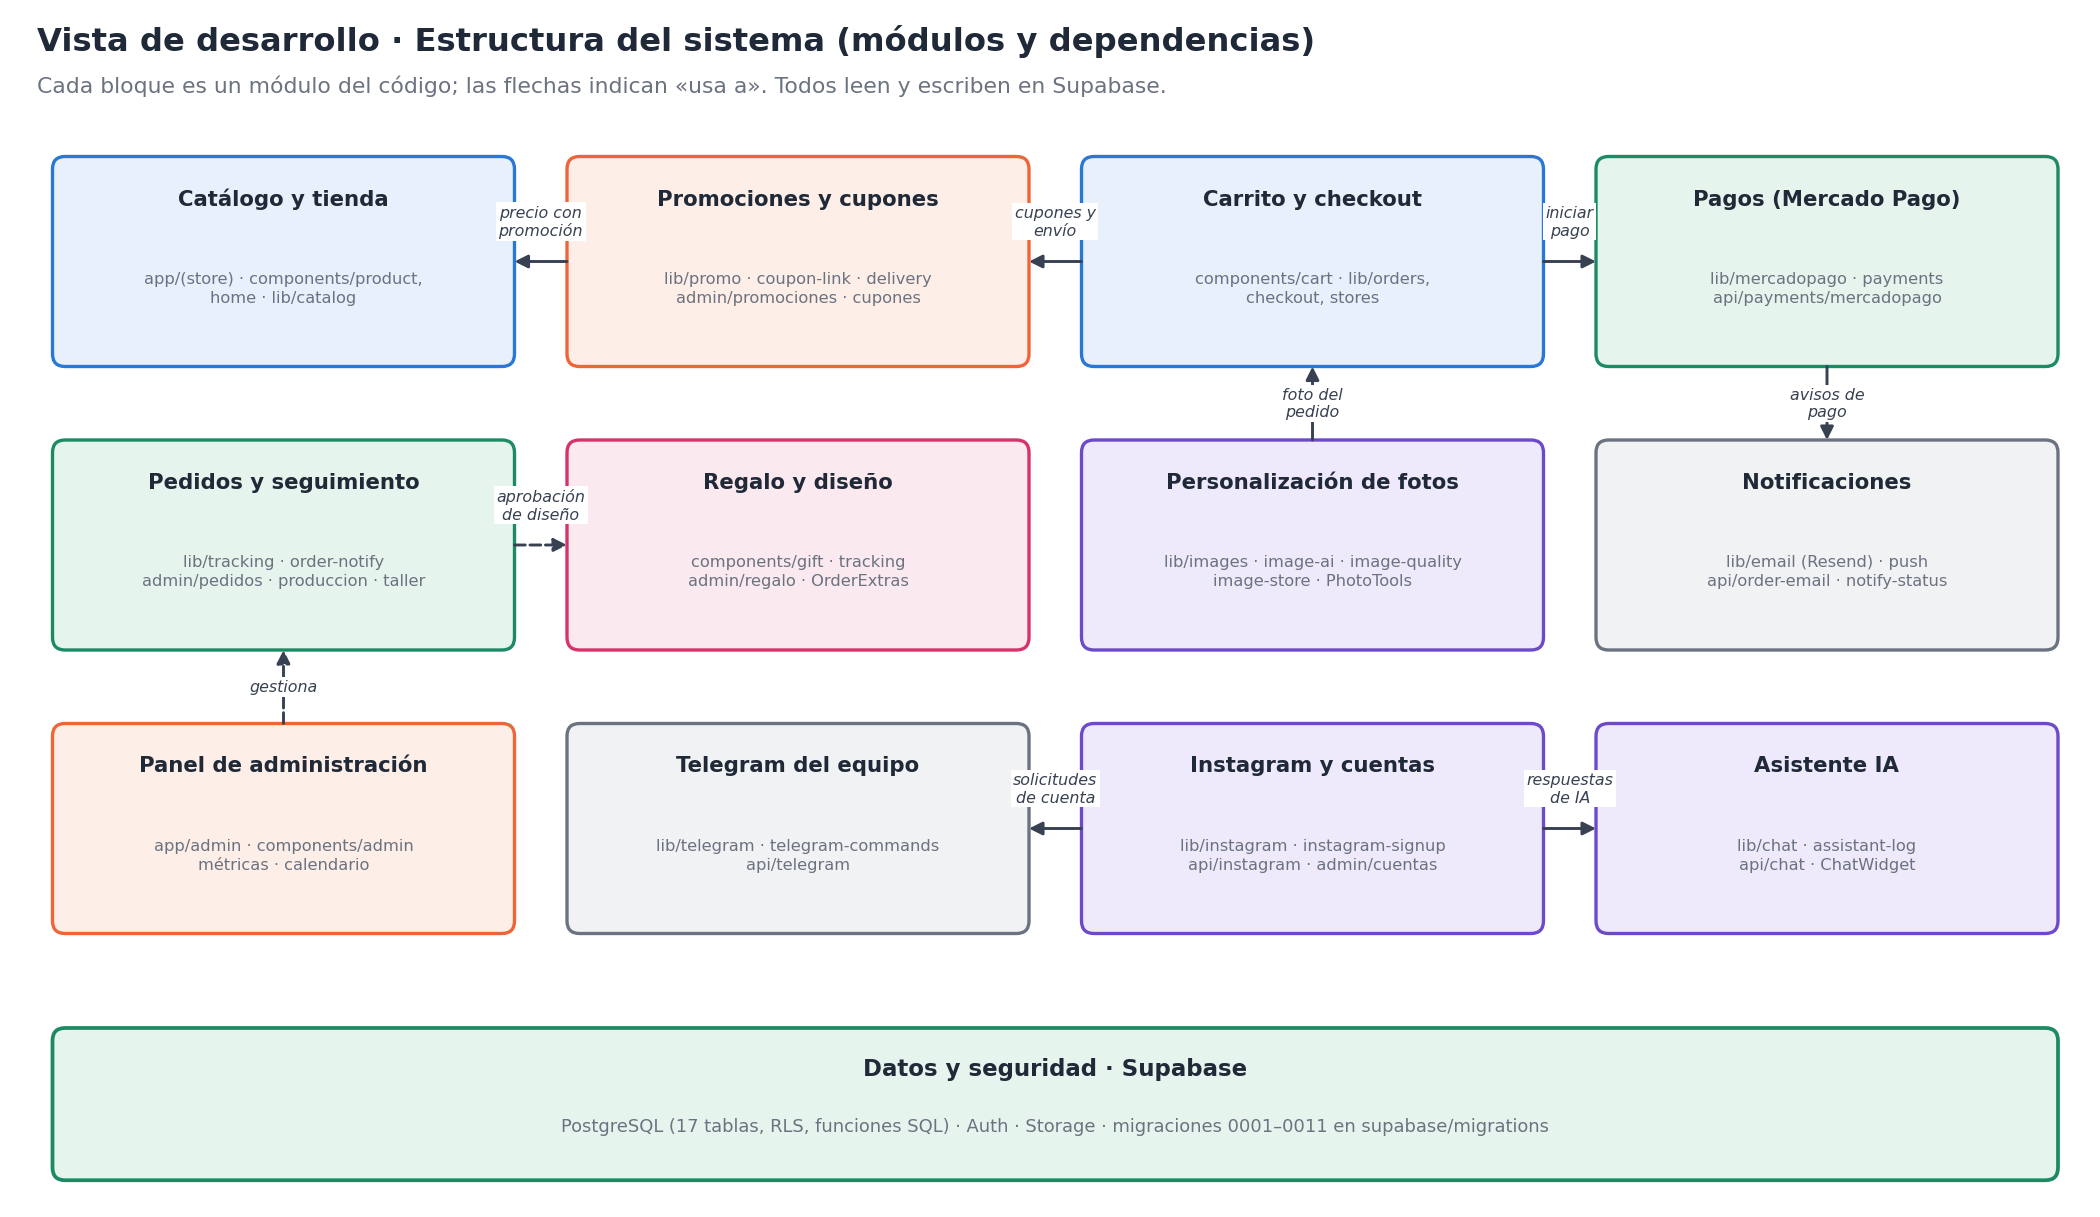 Vista de desarrollo · Estructura del sistema (módulos y dependencias)
Cada bloque es un módulo del código; las flechas indican «usa a». Todos leen y escriben en Supabase.
Catálogo y tienda
app/(store) · components/product,
home · lib/catalog
precio con
promoción
Promociones y cupones
lib/promo · coupon-link · delivery
admin/promociones · cupones
cupones y
envío
Carrito y checkout
components/cart · lib/orders,
checkout, stores
iniciar
pago
Pagos (Mercado Pago)
lib/mercadopago · payments
api/payments/mercadopago
foto del
pedido
avisos de
pago
Pedidos y seguimiento
lib/tracking · order-notify
admin/pedidos · produccion · taller
aprobación
de diseño
Regalo y diseño
components/gift · tracking
admin/regalo · OrderExtras
Personalización de fotos
lib/images · image-ai · image-quality
image-store · PhotoTools
Notificaciones
lib/email (Resend) · push
api/order-email · notify-status
gestiona
Panel de administración
app/admin · components/admin
métricas · calendario
Telegram del equipo
lib/telegram · telegram-commands
api/telegram
solicitudes
de cuenta
Instagram y cuentas
lib/instagram · instagram-signup
api/instagram · admin/cuentas
respuestas
de IA
Asistente IA
lib/chat · assistant-log
api/chat · ChatWidget
Datos y seguridad · Supabase
PostgreSQL (17 tablas, RLS, funciones SQL) · Auth · Storage · migraciones 0001–0011 en supabase/migrations